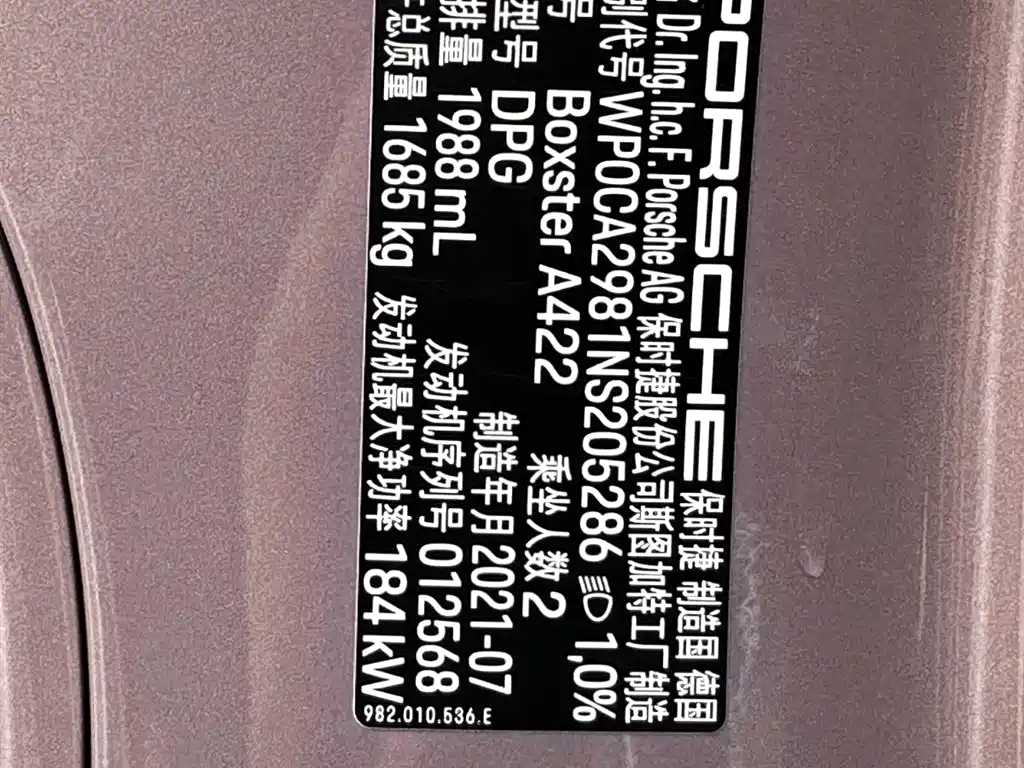 PORSCHE 保时捷 制造国 德国
Dr. Ing. h.c. F. Porsche AG 保时捷股份公司斯图加特工厂制造
别代号 WP0CA2981NS205286 1,0%
号 Boxster A422 乘坐人数 2
型号 DPG 制造年月 2021-07
排量 1988 mL 发动机序列号 012568
总质量 1685 kg 发动机最大净功率 184 kW
982.010.536.E